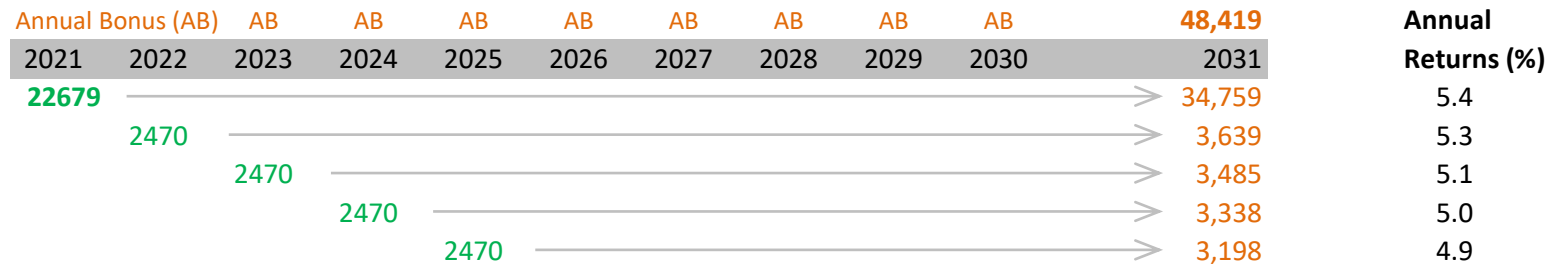 Annual Bonus (AB) AB AB AB AB AB AB AB AB 48,419 Annual
2021 2022 2023 2024 2025 2026 2027 2028 2029 2030 2031 Returns (%)
22679 34,759 5.4
2470 3,639 5.3
2470 3,485 5.1
2470 3,338 5.0
2470 3,198 4.9